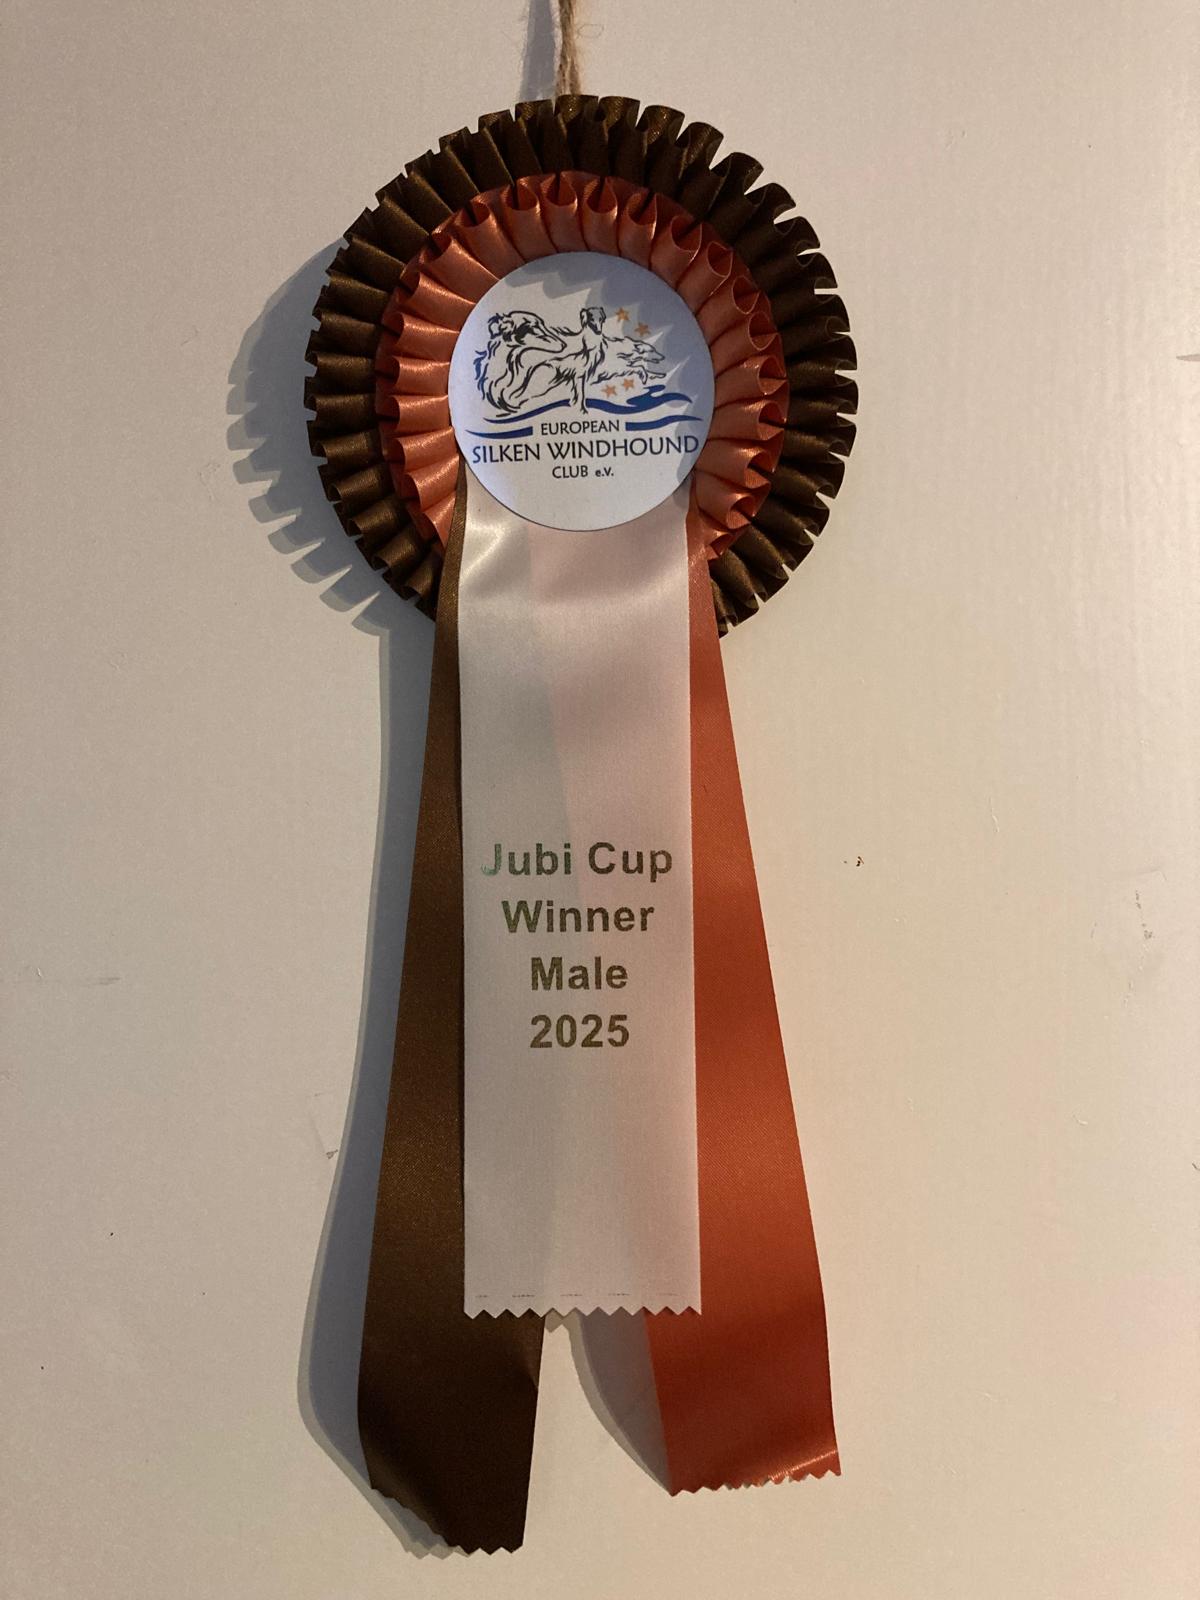 EUROPEAN
SILKEN WINDHOUND
CLUB e.V.
Jubi Cup
Winner
Male
2025